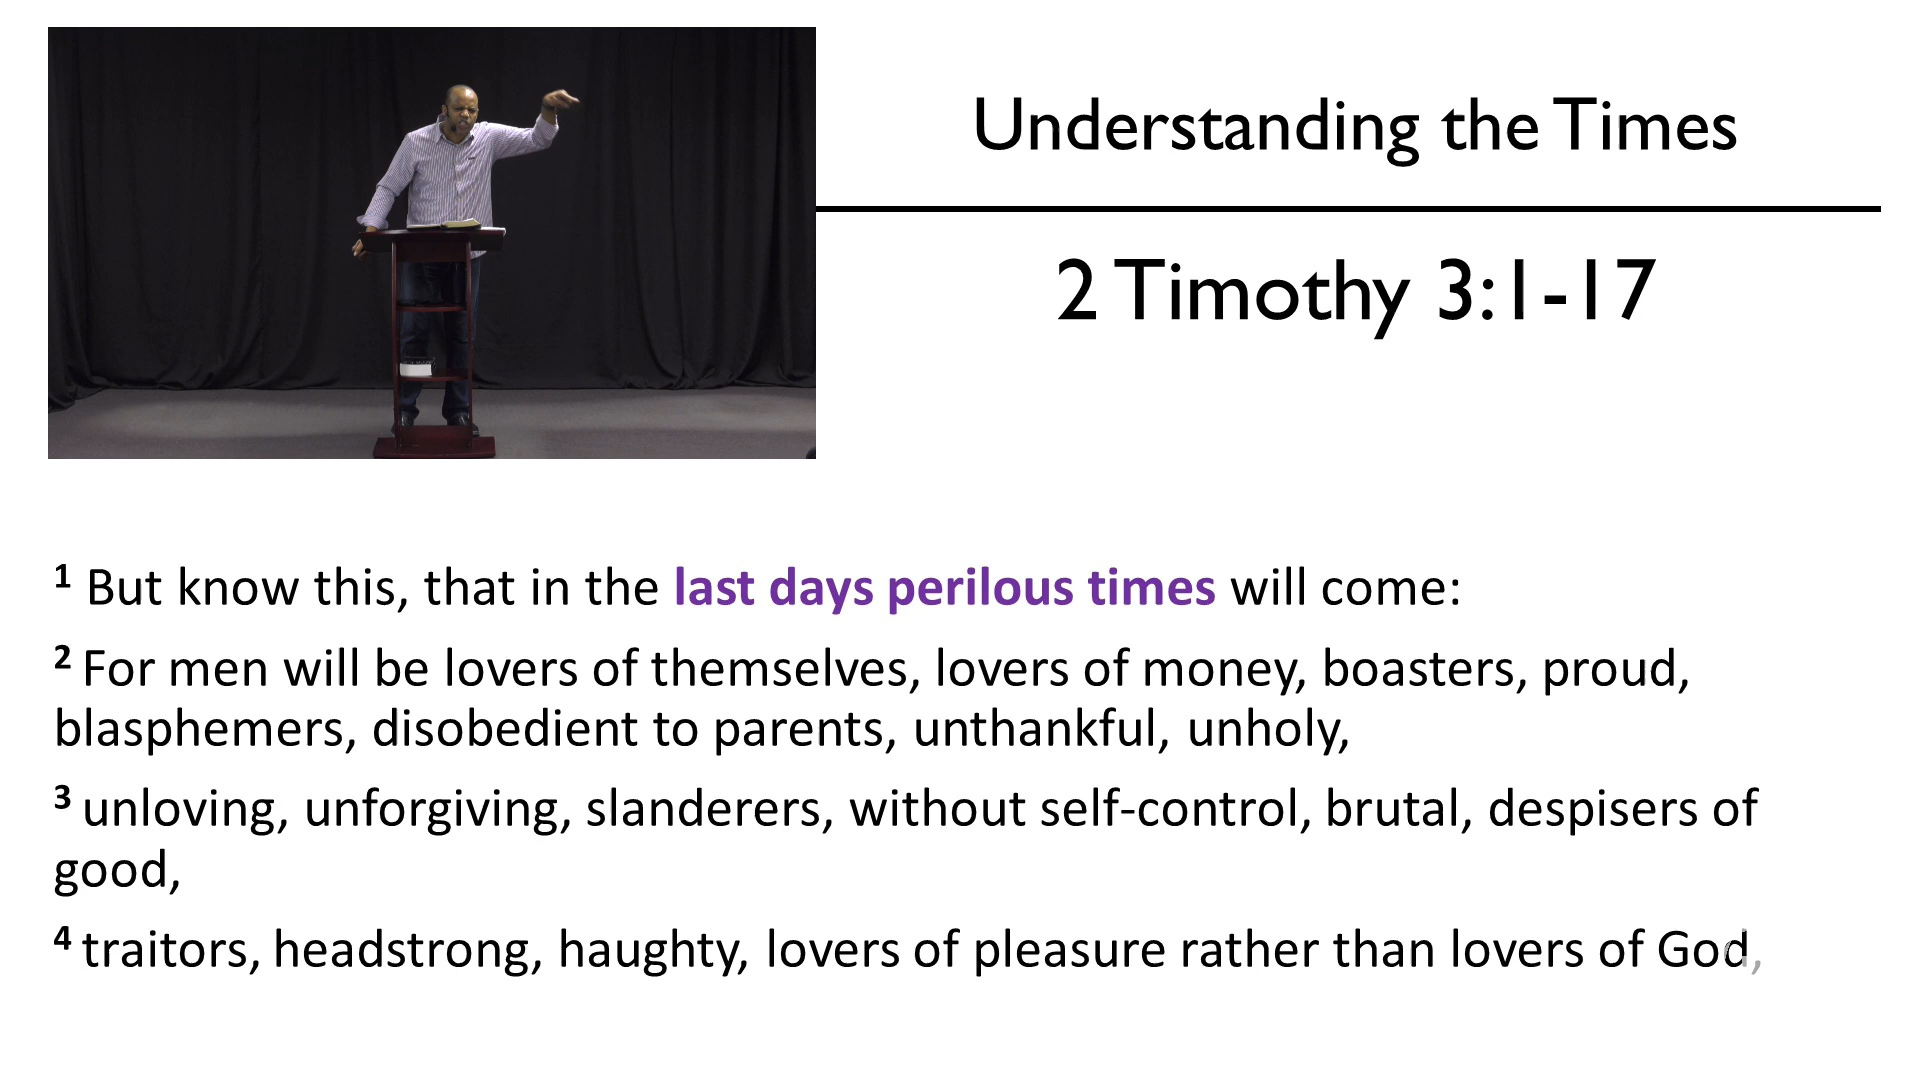 Understanding the Times
2 Timothy 3:1-17
1 But know this, that in the last days perilous times will come:
2 For men will be lovers of themselves, lovers of money, boasters, proud,
blasphemers, disobedient to parents, unthankful, unholy,
3 unloving, unforgiving, slanderers, without self-control, brutal, despisers of
good,
4 traitors, headstrong, haughty, lovers of pleasure rather than lovers of God,